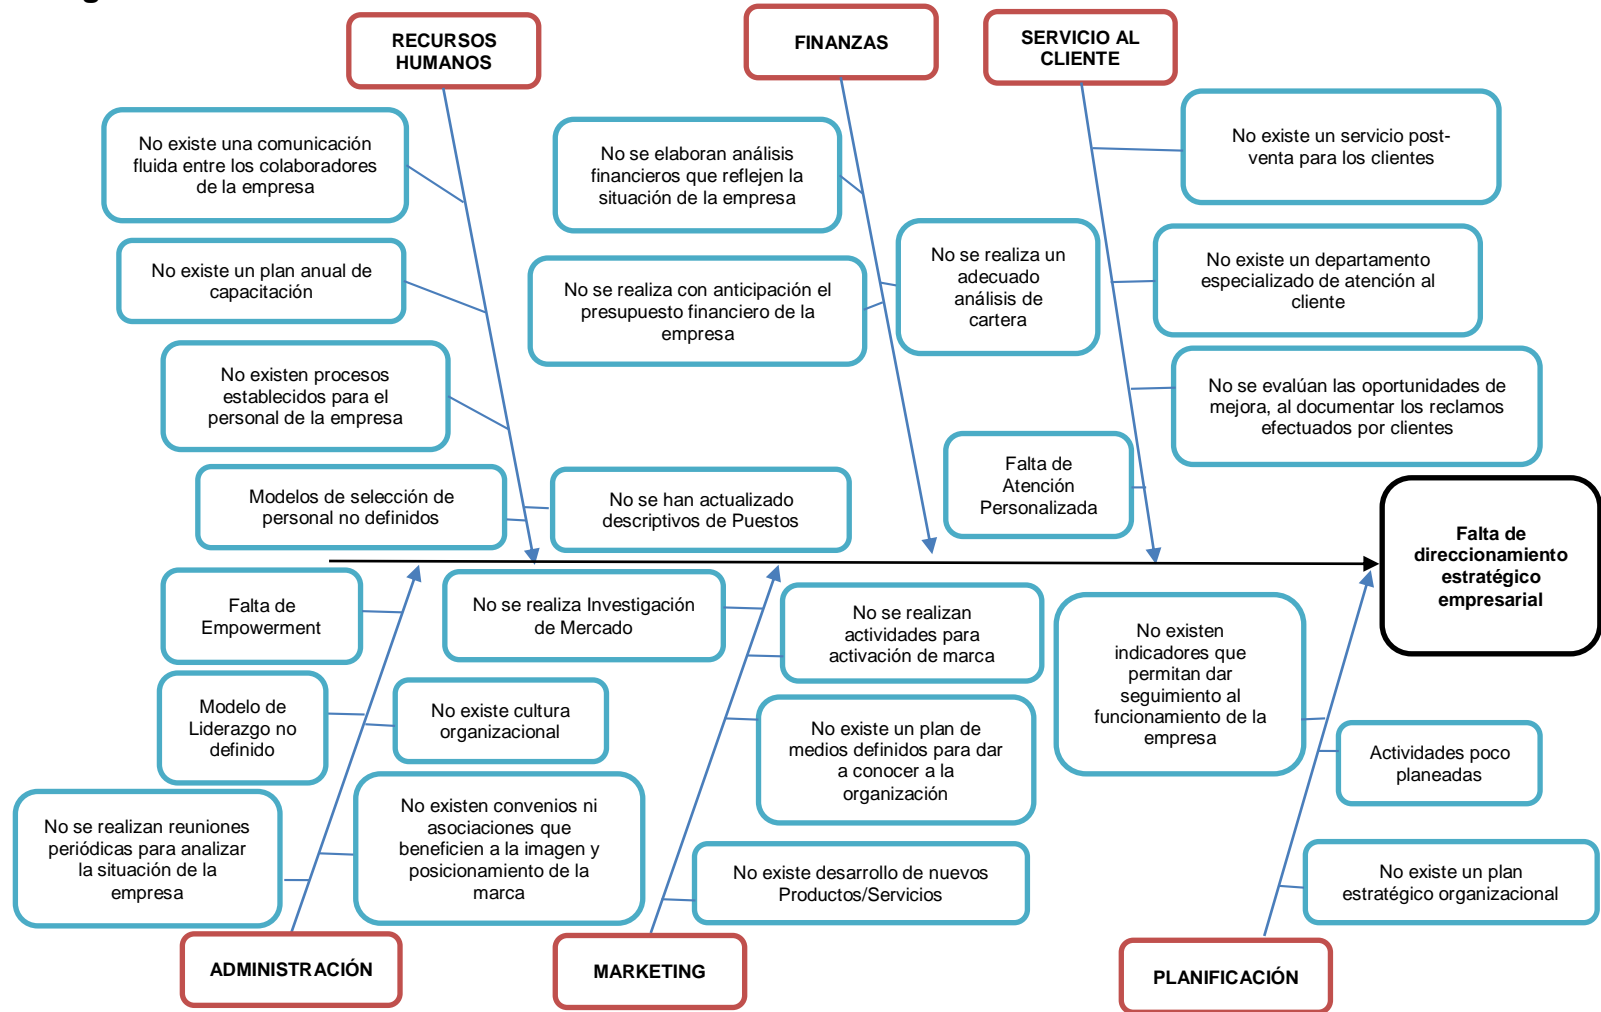 RECURSOS
HUMANOS
FINANZAS
SERVICIO AL
CLIENTE
No existe una comunicación
fluida entre los colaboradores
de la empresa
No existe un plan anual de
capacitación
No existen procesos
establecidos para el
personal de la empresa
Modelos de selección de
personal no definidos
No se han actualizado
descriptivos de Puestos
No se elaboran análisis
financieros que reflejen la
situación de la empresa
No se realiza con anticipación el
presupuesto financiero de la
empresa
No se realiza un
adecuado
análisis de
cartera
No existe un servicio post-
venta para los clientes
No existe un departamento
especializado de atención al
cliente
No se evalúan las oportunidades de
mejora, al documentar los reclamos
efectuados por clientes
Falta de
Atención
Personalizada
Falta de
direccionamiento
estratégico
empresarial
Falta de
Empowerment
Modelo de
Liderazgo no
definido
No existe cultura
organizacional
No se realizan reuniones
periódicas para analizar
la situación de la
empresa
No existen convenios ni
asociaciones que
beneficien a la imagen y
posicionamiento de la
marca
No se realiza Investigación
de Mercado
No se realizan
actividades para
activación de marca
No existe un plan de
medios definidos para dar
a conocer a la
organización
No existe desarrollo de nuevos
Productos/Servicios
No existen
indicadores que
permitan dar
seguimiento al
funcionamiento de la
empresa
Actividades poco
planeadas
No existe un plan
estratégico organizacional
ADMINISTRACIÓN
MARKETING
PLANIFICACIÓN